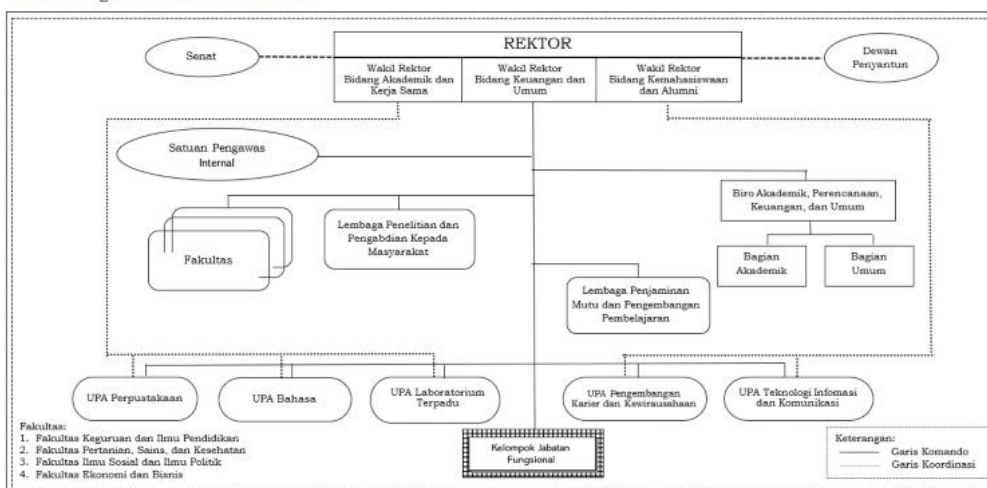 REKTOR
Senat
Dewan
Penyantun
Wakil Rektor
Bidang Akademik dan
Kerja Sama
Wakil Rektor
Bidang Keuangan dan
Umum
Wakil Rektor
Bidang Kemahasiswaan
dan Alumni
Satuan Pengawas
Internal
Biro Akademik, Perencanaan,
Keuangan, dan Umum
Lembaga Penelitian dan
Pengabdian Kepada
Masyarakat
Fakultas
Bagian
Akademik
Bagian
Umum
Lembaga Penjaminan
Mutu dan Pengembangan
Pembelajaran
UPA Perpustakaan
UPA Bahasa
UPA Laboratorium
Terpadu
UPA Pengembangan
Karier dan Kewirausahaan
UPA Teknologi Infomasi
dan Komunikasi
Fakultas:
1. Fakultas Keguruan dan Ilmu Pendidikan
2. Fakultas Pertanian, Sains, dan Kesehatan
3. Fakultas Ilmu Sosial dan Ilmu Politik
4. Fakultas Ekonomi dan Bisnis
Kelompok Jabatan
Fungsional
Keterangan:
Garis Komando
Garis Koordinasi